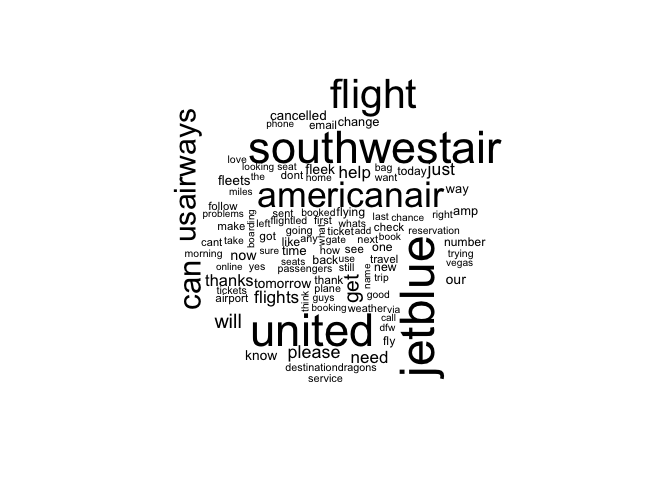 flight
cancelled
phone
email
change
usairways
love
southwestair
looking
seat
fleek
help
bag
today
just
fleets
the
dont
home
want
miles
americanair
way
follow
problems
sent
booked
flying
last
chance
right
amp
make
boarding
left
flightled
first
whats
going
what
ticket
add
check
reservation
cant
take
got
like
any
gate
next
book
number
morning
now
sure
time
how
see
one
trying
online
yes
seats
back
use
travel
vegas
passengers
still
name
new
can
thanks
tomorrow
thank
get
trip
our
tickets
plane
airport
flights
think
guys
good
booking
weather
via
will
united
call
dfw
jetblue
fly
know
please
need
destinationdragons
service